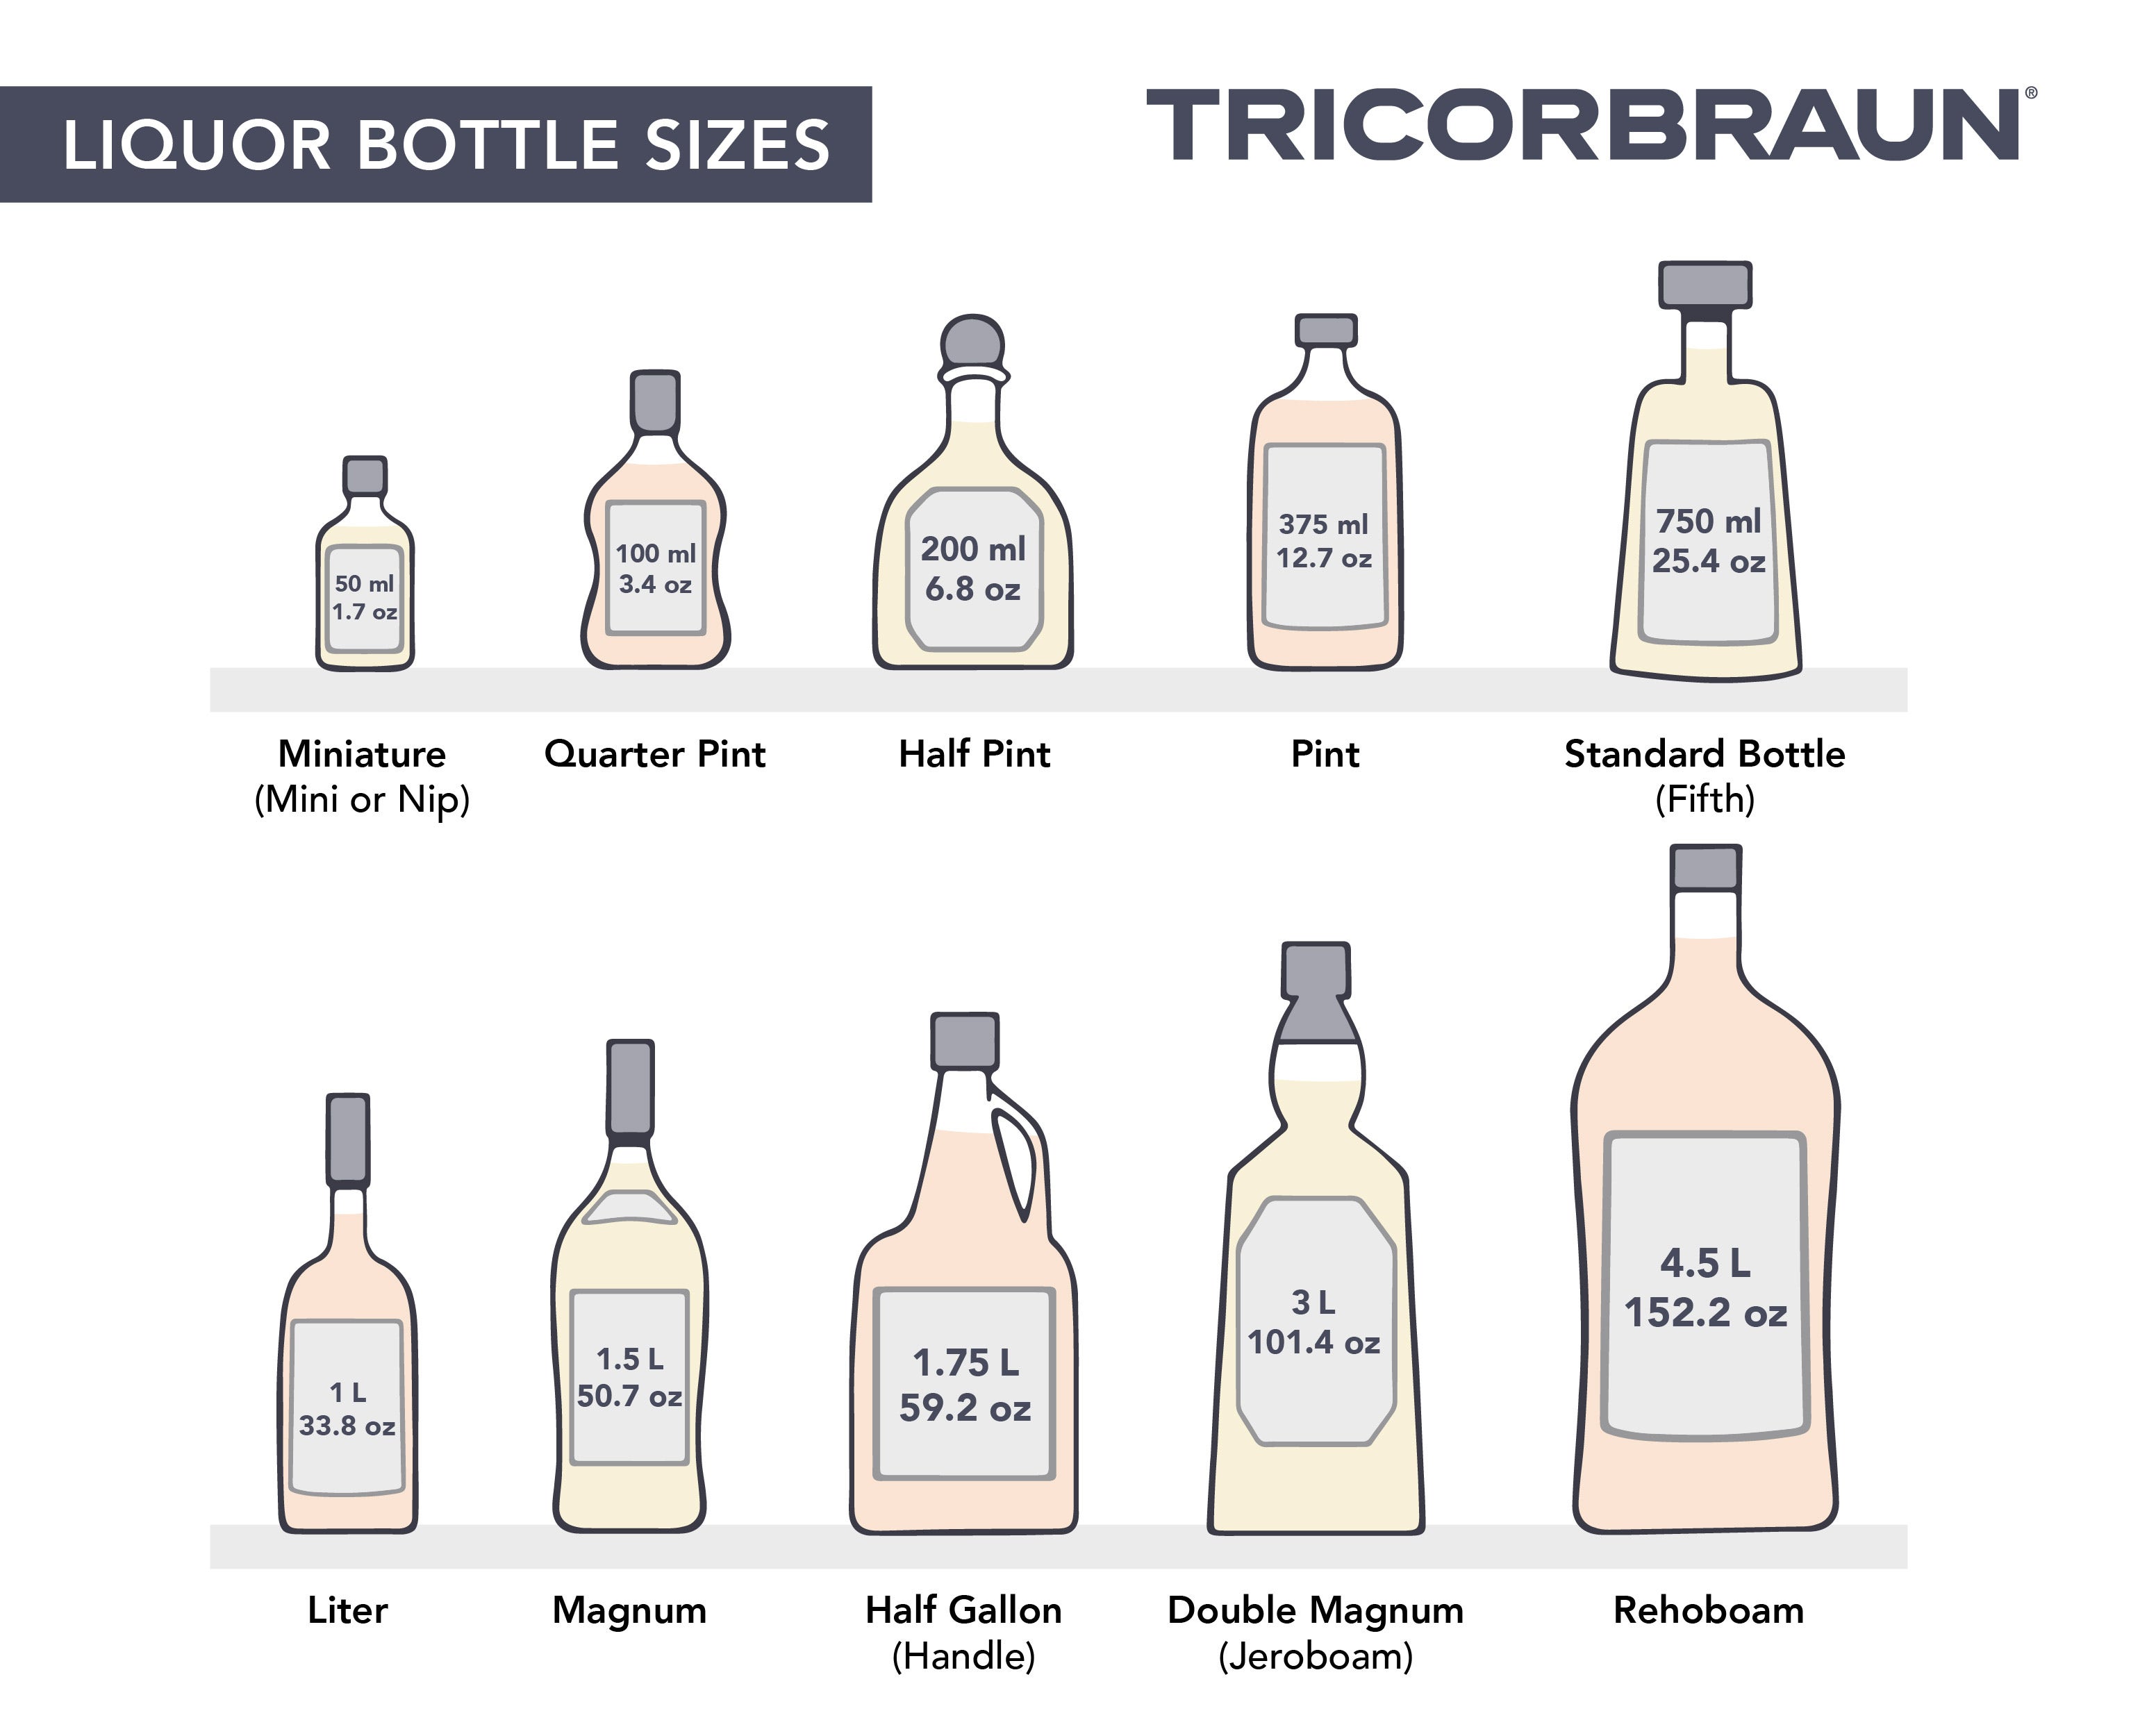 LIQUOR BOTTLE SIZES
TRICORBRAUN®
50 ml
1.7 oz
100 ml
3.4 oz
200 ml
6.8 oz
375 ml
12.7 oz
750 ml
25.4 oz
Miniature
(Mini or Nip)
Quarter Pint
Half Pint
Pint
Standard Bottle
(Fifth)
1 L
33.8 oz
1.5 L
50.7 oz
1.75 L
59.2 oz
3 L
101.4 oz
4.5 L
152.2 oz
Liter
Magnum
Half Gallon
(Handle)
Double Magnum
(Jeroboam)
Rehoboam